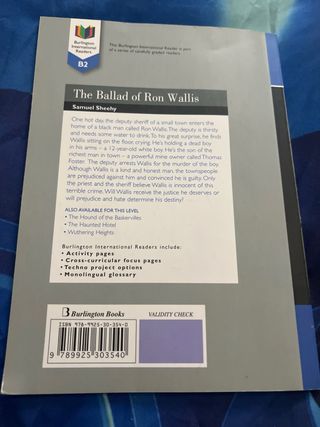 Burlington
International
Readers
B2
This Burlington International Reader is part
of a series of carefully graded readers.
The Ballad of Ron Wallis
Samuel Sheehy
One hot day, the deputy sheriff of a small town enters the
home of a black man called Ron Wallis. The deputy is thirsty
and needs some water to drink. To his great surprise, he finds
Wallis sitting on the floor, crying. He's holding a dead boy
in his arms – a 12-year-old white boy. He's the son of the
richest man in town – a powerful mine owner called Thomas
Foster. The deputy arrests Wallis for the murder of the boy.
Although Wallis is a kind and honest man, the townspeople
are prejudiced against him and convinced he is guilty. Only
the priest and the sheriff believe Wallis is innocent of this
terrible crime. Will Wallis receive the justice he deserves or
will prejudice and hate determine his destiny?
ALSO AVAILABLE FOR THIS LEVEL
• The Hound of the Baskervilles
• The Haunted Hotel
• Wuthering Heights
Burlington International Readers include:
• Activity pages
• Cross-curricular focus pages
• Techno project options
• Monolingual glossary
B Burlington Books
ISBN 978-9925-30-354-0
9 789925 303540
VALIDITY CHECK